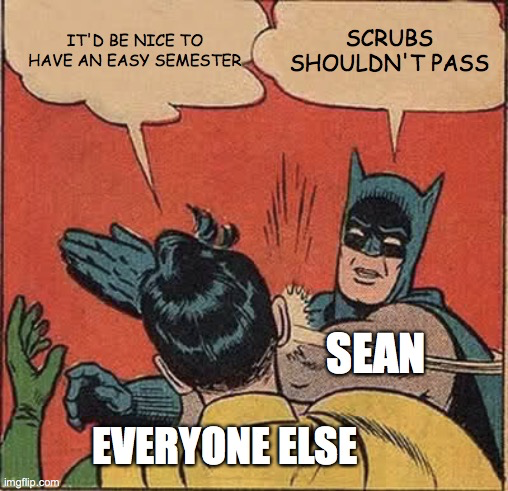 IT'D BE NICE TO
HAVE AN EASY SEMESTER
SCRUBS
SHOULDN'T PASS
SEAN
EVERYONE ELSE
imgflip.com